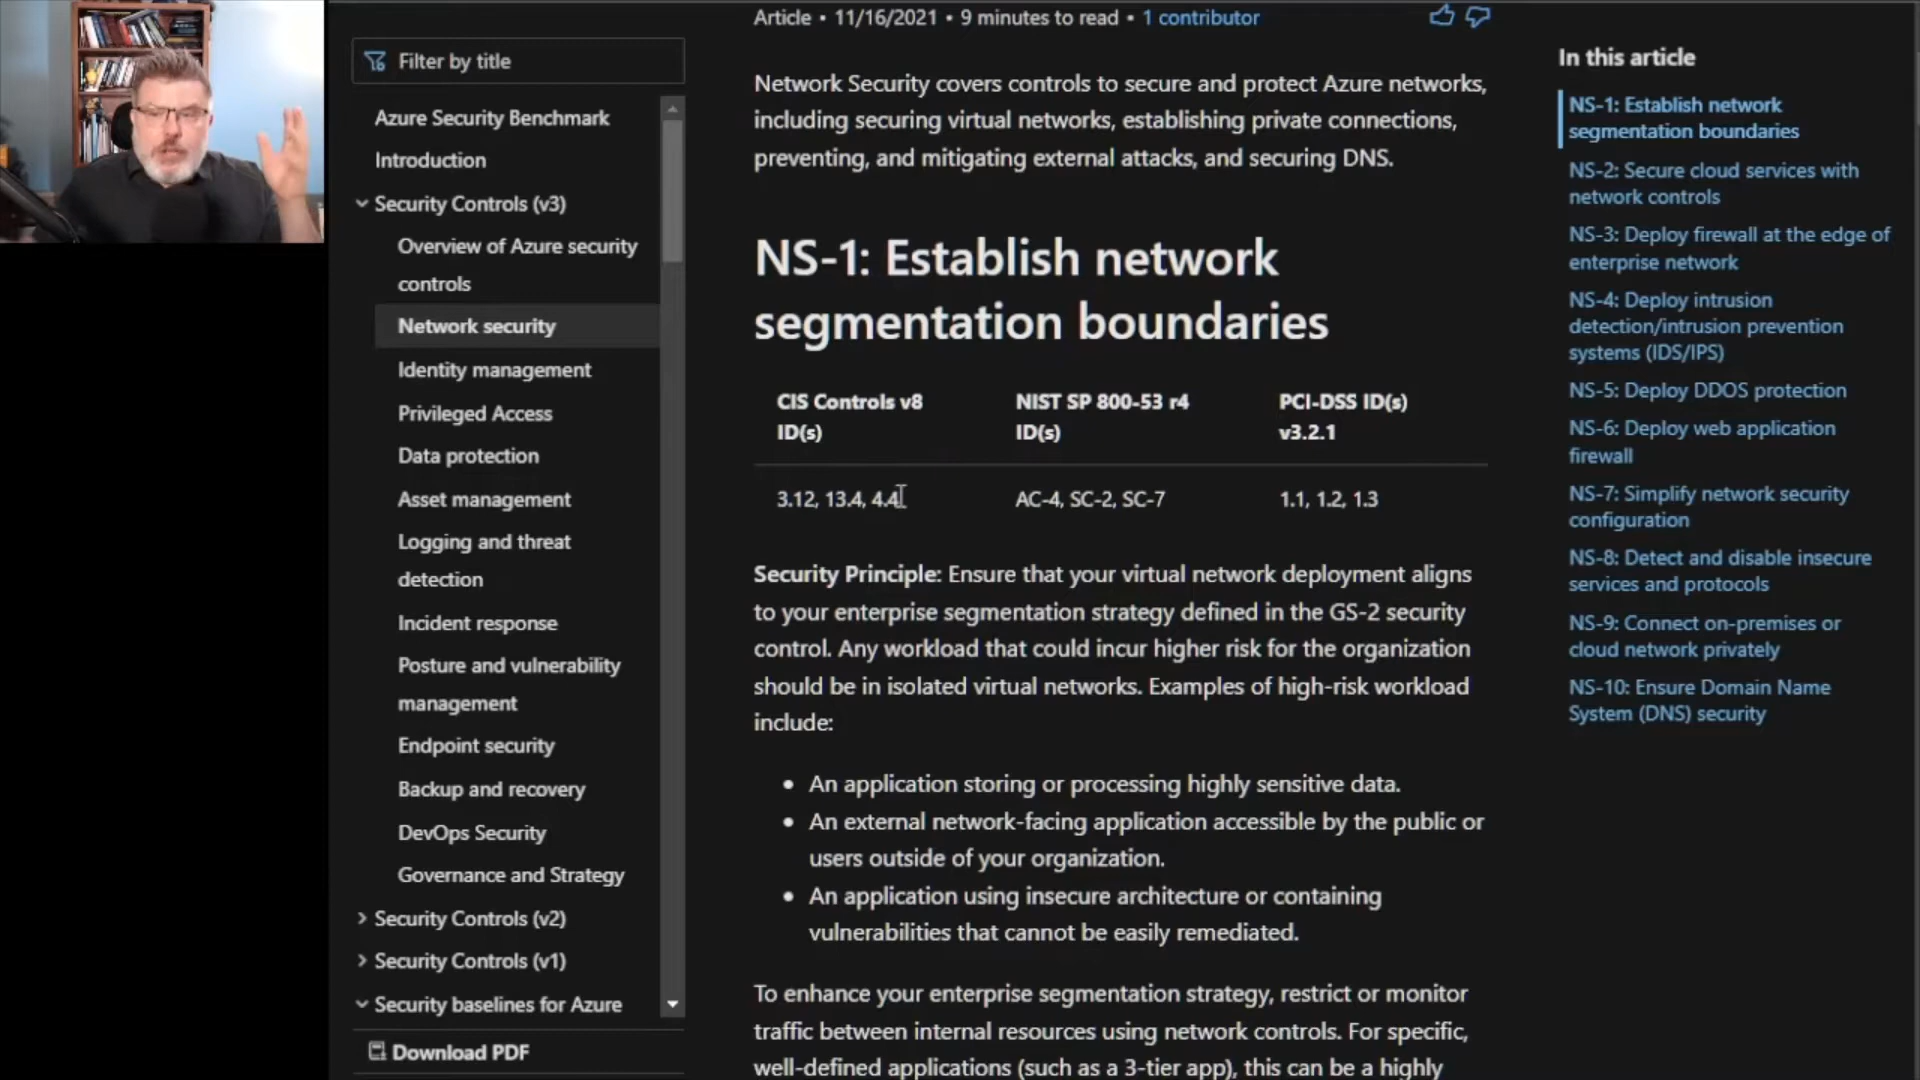 Filter by title
Azure Security Benchmark
Introduction
Security Controls (v3)
Overview of Azure security
controls
Network security
Identity management
Privileged Access
Data protection
Asset management
Logging and threat
detection
Incident response
Posture and vulnerability
management
Endpoint security
Backup and recovery
DevOps Security
Governance and Strategy
Security Controls (v2)
Security Controls (v1)
Security baselines for Azure
Download PDF
Article • 11/16/2021 • 9 minutes to read • 1 contributor
Network Security covers controls to secure and protect Azure networks,
including securing virtual networks, establishing private connections,
preventing, and mitigating external attacks, and securing DNS.
NS-1: Establish network
segmentation boundaries
CIS Controls v8 NIST SP 800-53 r4 PCI-DSS ID(s)
ID(s) ID(s) v3.2.1
3.12, 13.4, 4.4 AC-4, SC-2, SC-7 1.1, 1.2, 1.3
Security Principle: Ensure that your virtual network deployment aligns
to your enterprise segmentation strategy defined in the GS-2 security
control. Any workload that could incur higher risk for the organization
should be in isolated virtual networks. Examples of high-risk workload
include:
• An application storing or processing highly sensitive data.
• An external network-facing application accessible by the public or
users outside of your organization.
• An application using insecure architecture or containing
vulnerabilities that cannot be easily remediated.
To enhance your enterprise segmentation strategy, restrict or monitor
traffic between internal resources using network controls. For specific,
well-defined applications (such as a 3-tier app), this can be a highly
In this article
NS-1: Establish network
segmentation boundaries
NS-2: Secure cloud services with
network controls
NS-3: Deploy firewall at the edge of
enterprise network
NS-4: Deploy intrusion
detection/intrusion prevention
systems (IDS/IPS)
NS-5: Deploy DDOS protection
NS-6: Deploy web application
firewall
NS-7: Simplify network security
configuration
NS-8: Detect and disable insecure
services and protocols
NS-9: Connect on-premises or
cloud network privately
NS-10: Ensure Domain Name
System (DNS) security